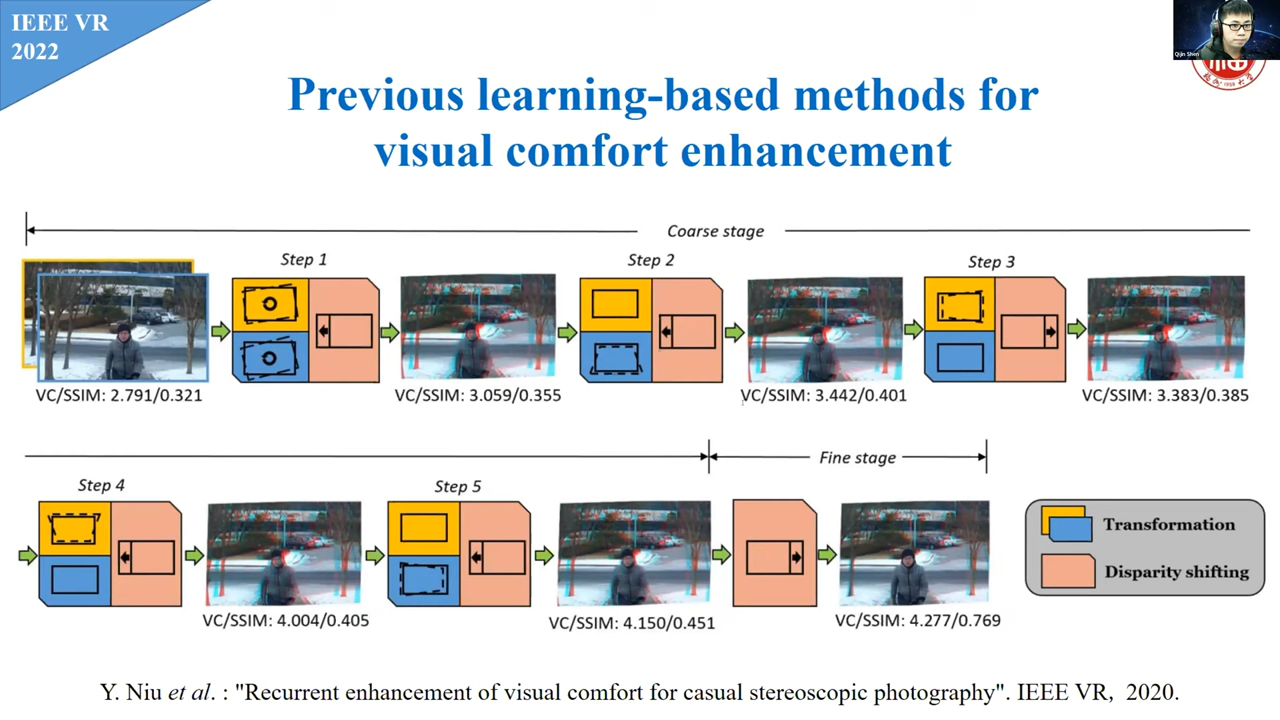 IEEE VR
2022
Qijin Shen
Previous learning-based methods for
visual comfort enhancement
Coarse stage
Step 1
Step 2
Step 3
VC/SSIM: 2.791/0.321
VC/SSIM: 3.059/0.355
VC/SSIM: 3.442/0.401
VC/SSIM: 3.383/0.385
Fine stage
Step 4
Step 5
VC/SSIM: 4.004/0.405
VC/SSIM: 4.150/0.451
VC/SSIM: 4.277/0.769
Transformation
Disparity shifting
Y. Niu et al. : "Recurrent enhancement of visual comfort for casual stereoscopic photography". IEEE VR, 2020.